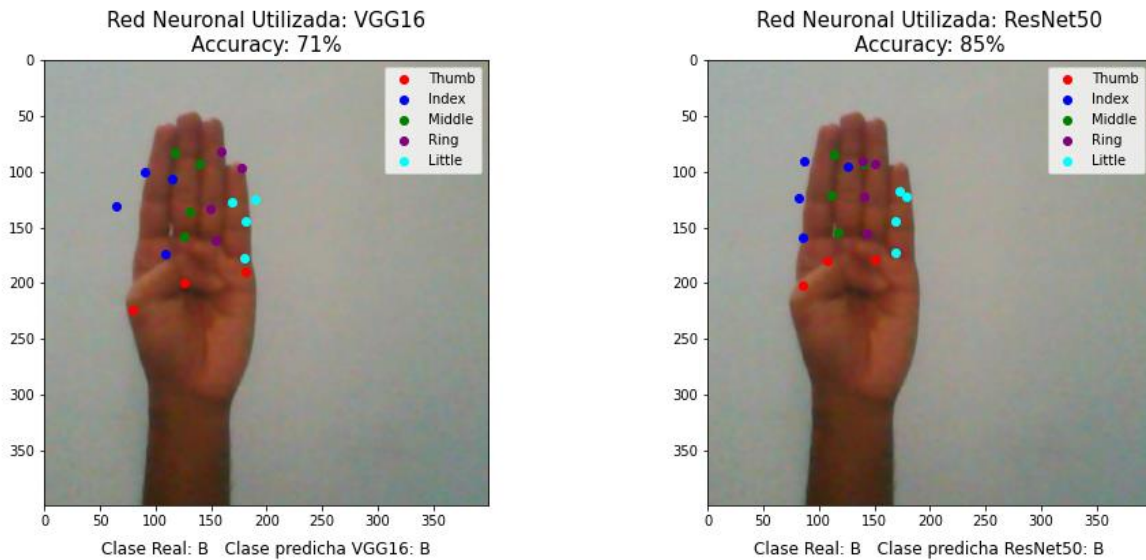 Red Neuronal Utilizada: VGG16
Accuracy: 71%
0
50
100
150
200
250
300
350
0 50 100 150 200 250 300 350
Thumb
Index
Middle
Ring
Little
Clase Real: B Clase predicha VGG16: B
Red Neuronal Utilizada: ResNet50
Accuracy: 85%
0
50
100
150
200
250
300
350
0 50 100 150 200 250 300 350
Thumb
Index
Middle
Ring
Little
Clase Real: B Clase predicha ResNet50: B